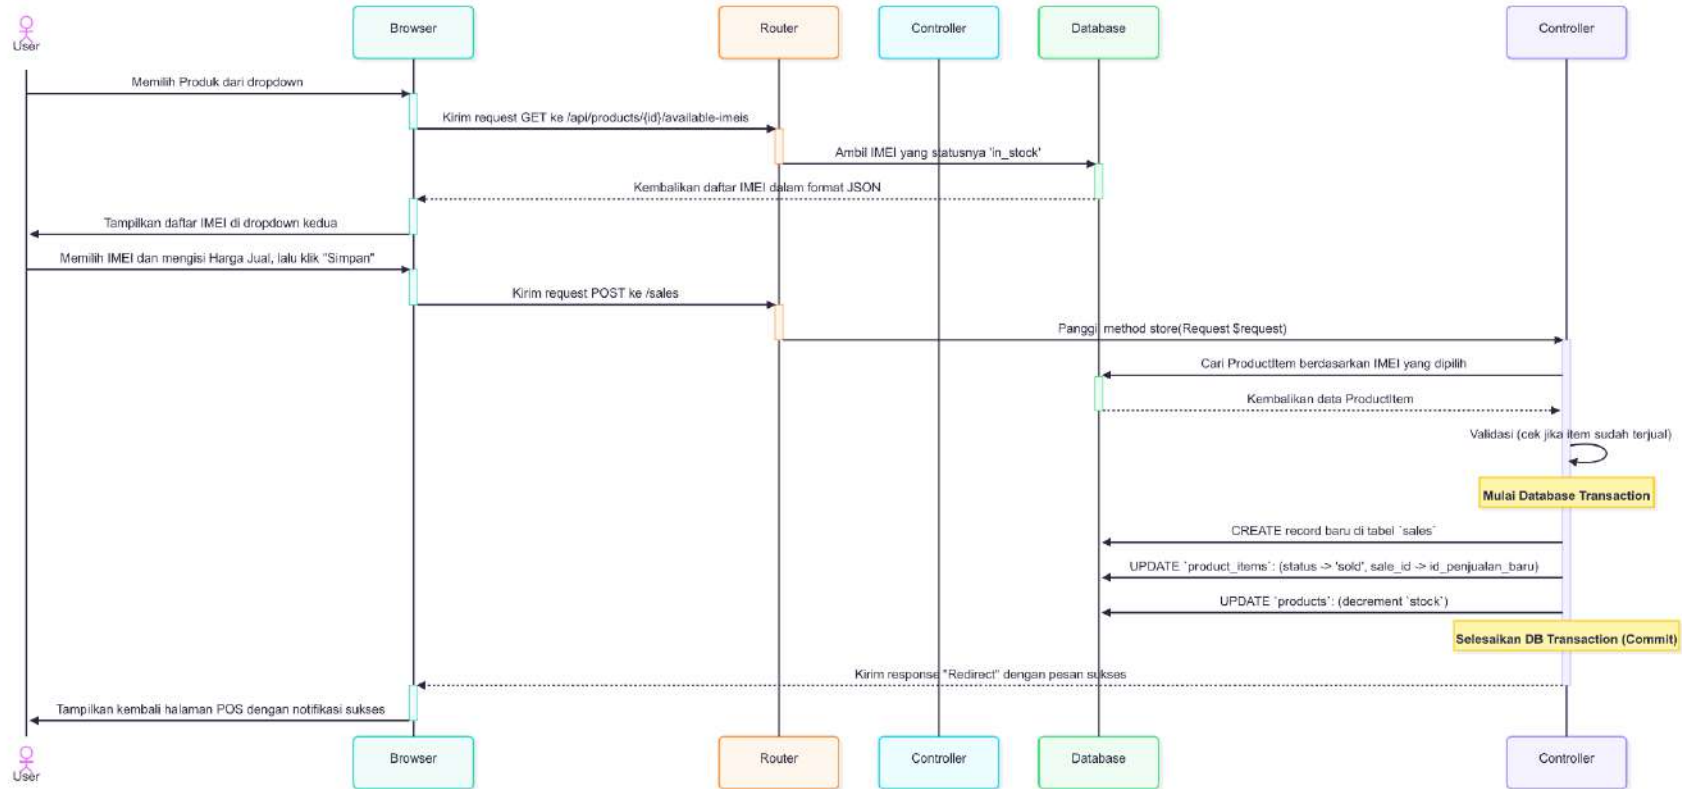 User
Browser
Router
Controller
Database
Controller
Memilih Produk dari dropdown
Kirim request GET ke /api/products/{id}/available-imeis
Ambil IMEI yang statusnya 'in_stock'
Kembalikan daftar IMEI dalam format JSON
Tampilkan daftar IMEI di dropdown kedua
Memilih IMEI dan mengisi Harga Jual, lalu klik "Simpan"
Kirim request POST ke /sales
Panggil method store(Request $request)
Cari ProductItem berdasarkan IMEI yang dipilih
Kembalikan data ProductItem
Validasi (cek jika item sudah terjual)
Mulai Database Transaction
CREATE record baru di tabel `sales`
UPDATE `product_items`: (status -> 'sold', sale_id -> id_penjualan_baru)
UPDATE `products`: (decrement `stock`)
Selesaikan DB Transaction (Commit)
Kirim response "Redirect" dengan pesan sukses
Tampilkan kembali halaman POS dengan notifikasi sukses
User
Browser
Router
Controller
Database
Controller